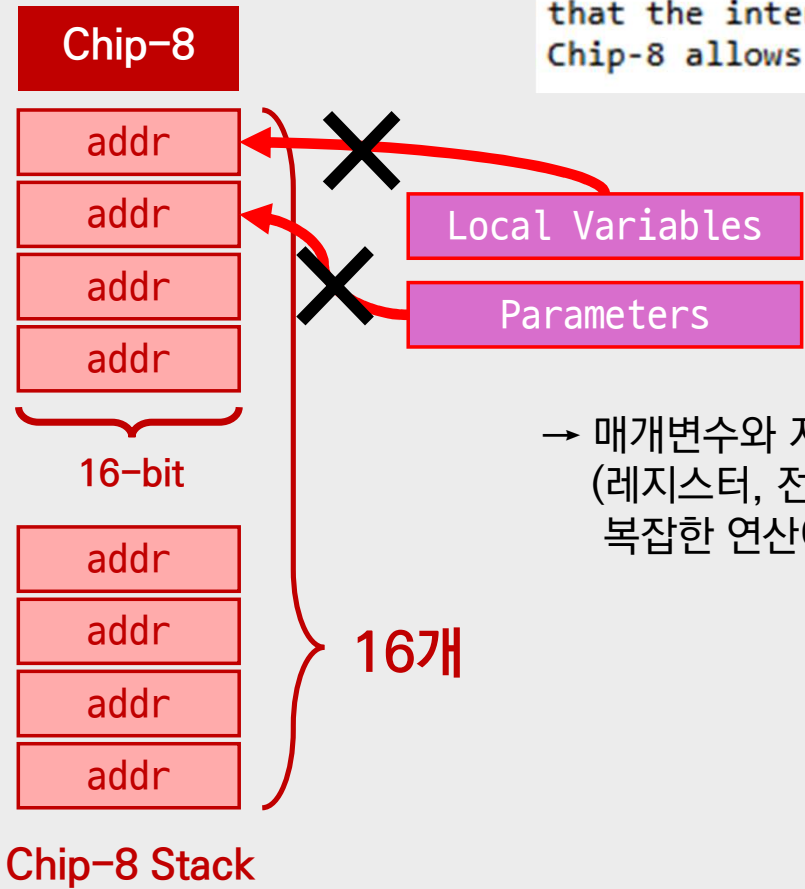 that the inte
Chip-8 allows
Chip-8
addr
addr
addr
addr
16-bit
addr
addr
addr
addr
16개
Chip-8 Stack
Local Variables
Parameters
→ 매개변수와
(레지스터, 전
복잡한 연산